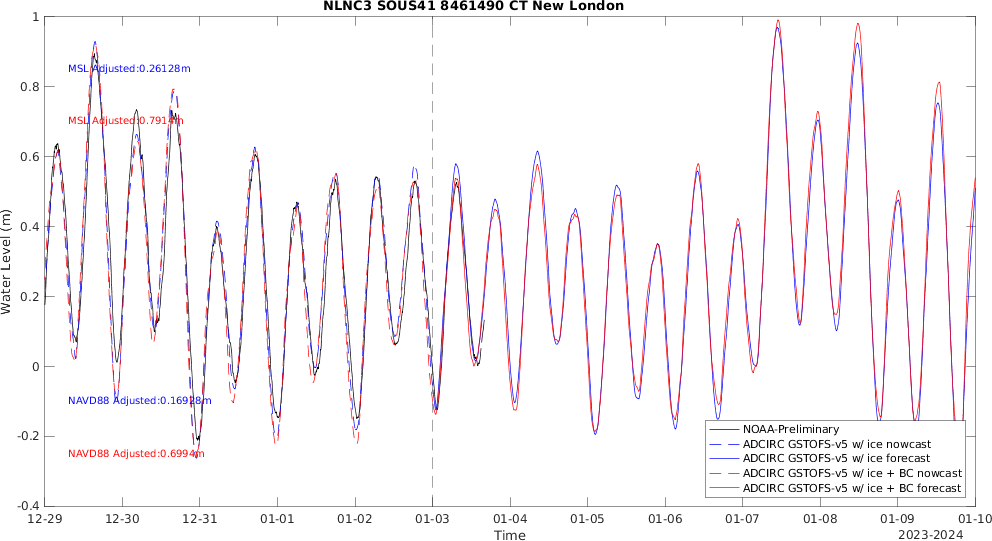 NLNC3 SOUS41 8461490 CT New London
1
0.8
0.6
0.4
0.2
0
-0.2
-0.4
Water Level (m)
MSL Adjusted:0.26128m
MSL Adjusted:0.7914m
NAVD88 Adjusted:0.16928m
NAVD88 Adjusted:0.6994m
NOAA-Preliminary
ADCIRC GSTOFS-v5 w/ ice nowcast
ADCIRC GSTOFS-v5 w/ ice forecast
ADCIRC GSTOFS-v5 w/ ice + BC nowcast
ADCIRC GSTOFS-v5 w/ ice + BC forecast
12-29 12-30 12-31 01-01 01-02 01-03 01-04 01-05 01-06 01-07 01-08 01-09 01-10
Time
2023-2024